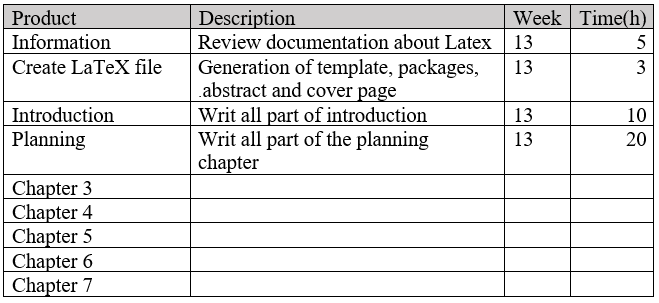 Product Description Week Time(h)
Information Review documentation about Latex 13 5
Create LaTeX file Generation of template, packages, 13 3
.abstract and cover page
Introduction Writ all part of introduction 13 10
Planning Writ all part of the planning 13 20
chapter
Chapter 3
Chapter 4
Chapter 5
Chapter 6
Chapter 7